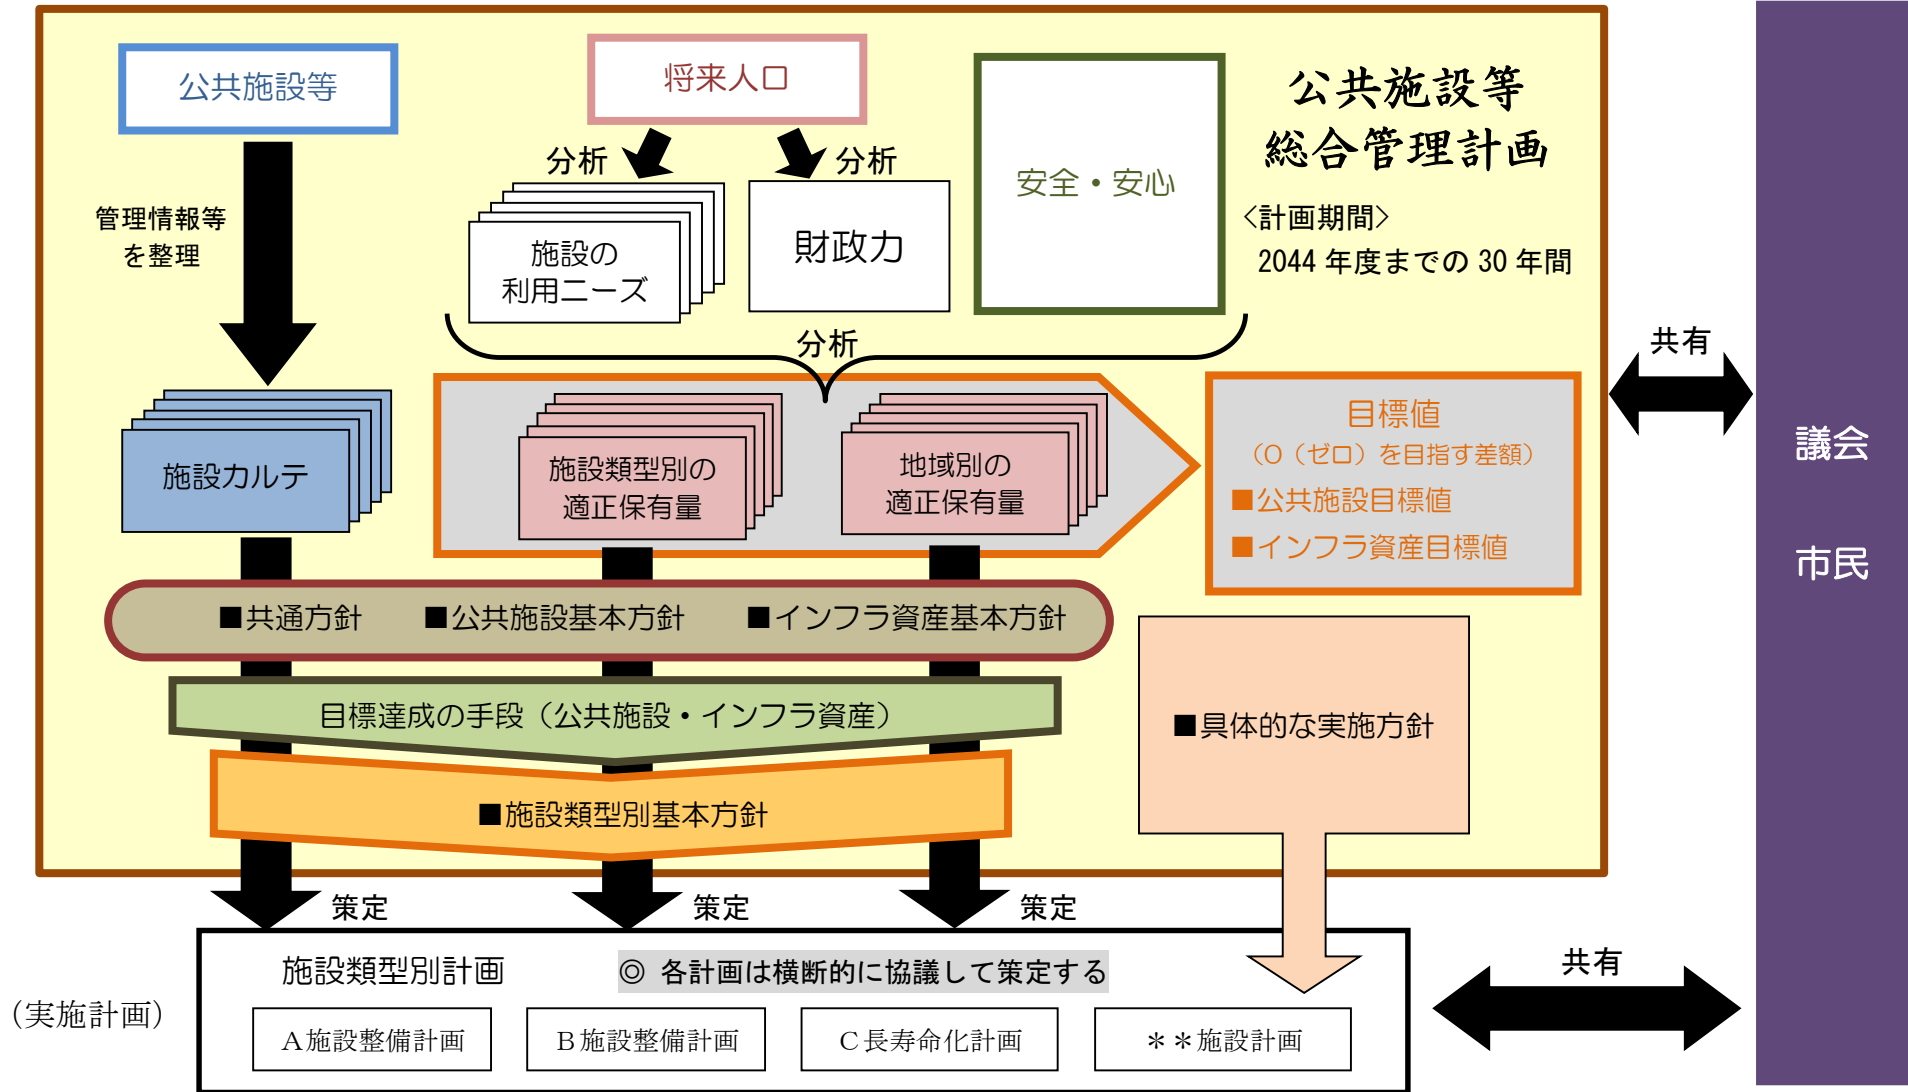 公共施設等
将来人口
安全・安心
公共施設等
総合管理計画
<計画期間>
2044 年度までの 30 年間
分析
分析
管理情報等
を整理
施設の
利用ニーズ
財政力
分析
共有
施設カルテ
施設類型別の
適正保有量
地域別の
適正保有量
目標値
（0（ゼロ）を目指す差額）
■公共施設目標値
■インフラ資産目標値
議会
市民
■共通方針
■公共施設基本方針
■インフラ資産基本方針
目標達成の手段（公共施設・インフラ資産）
■具体的な実施方針
■施設類型別基本方針
策定
策定
策定
施設類型別計画
◎ 各計画は横断的に協議して策定する
共有
（実施計画）
Ａ施設整備計画
Ｂ施設整備計画
Ｃ長寿命化計画
＊＊施設計画